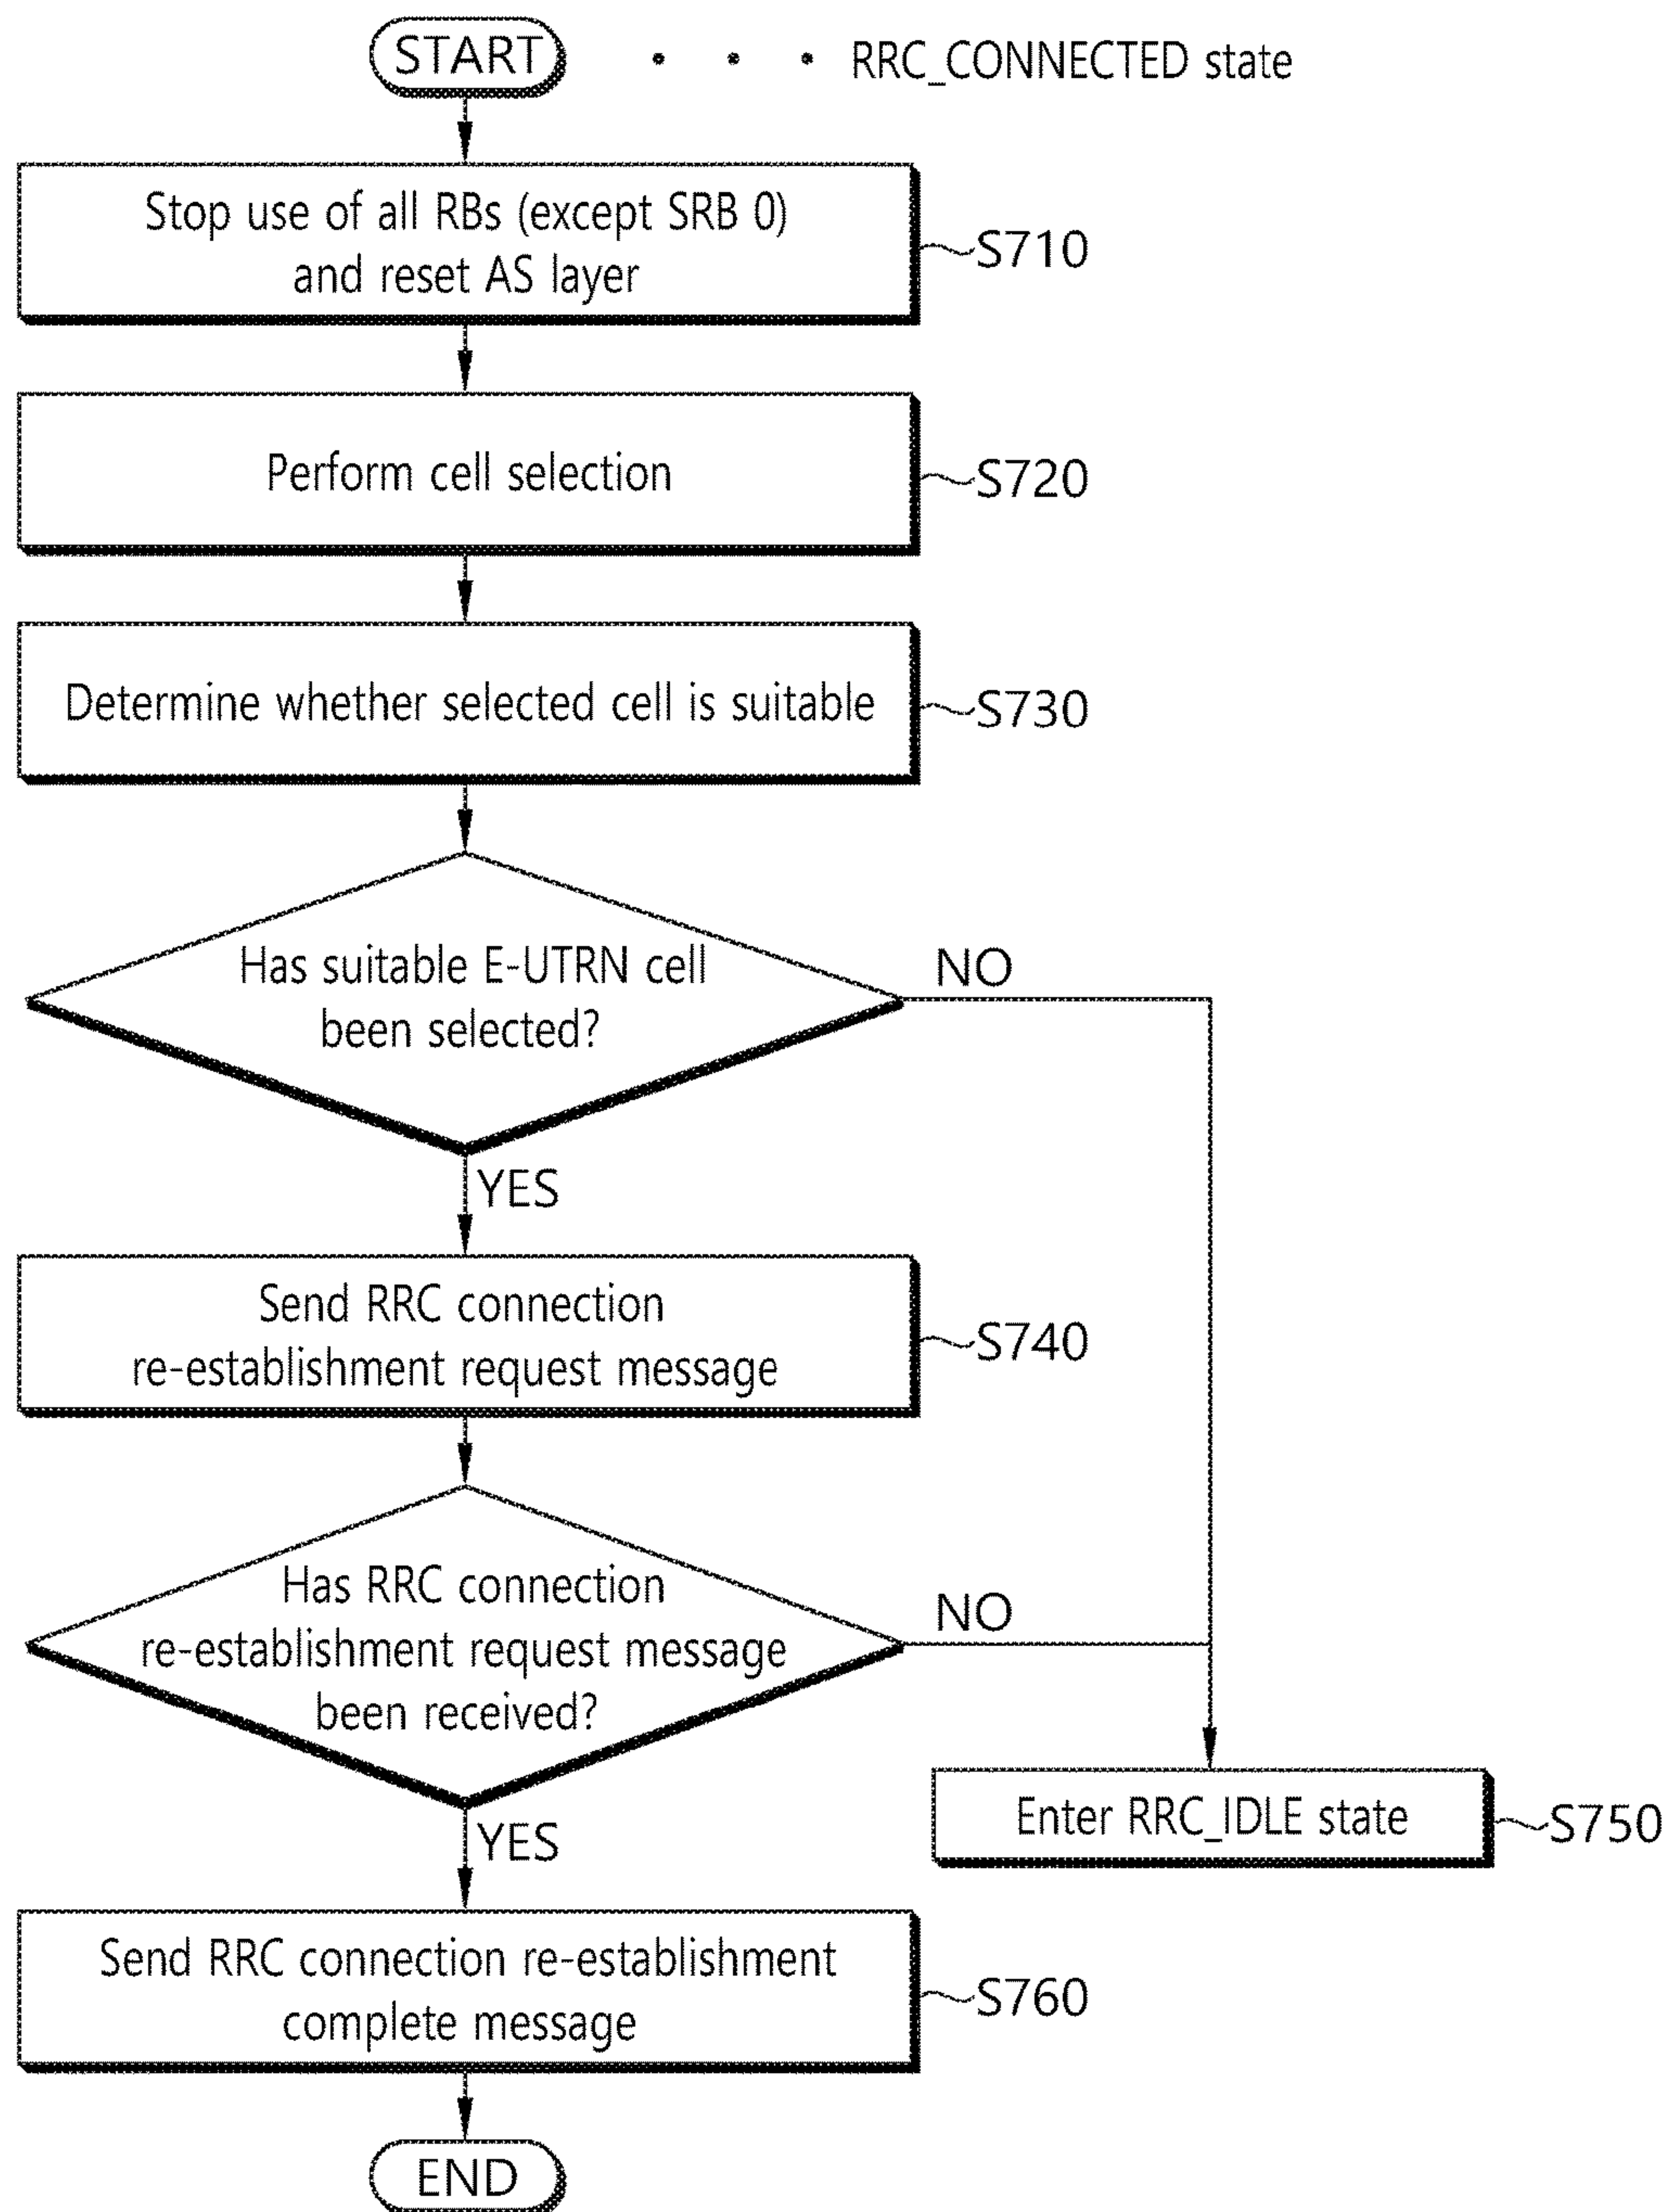 START · · · RRC_CONNECTED state
Stop use of all RBs (except SRB 0)
and reset AS layer
S710
Perform cell selection
S720
Determine whether selected cell is suitable
S730
Has suitable E-UTRN cell
been selected?
NO
YES
Send RRC connection
re-establishment request message
S740
Has RRC connection
re-establishment request message
been received?
NO
YES
Enter RRC_IDLE state
S750
Send RRC connection re-establishment
complete message
S760
END